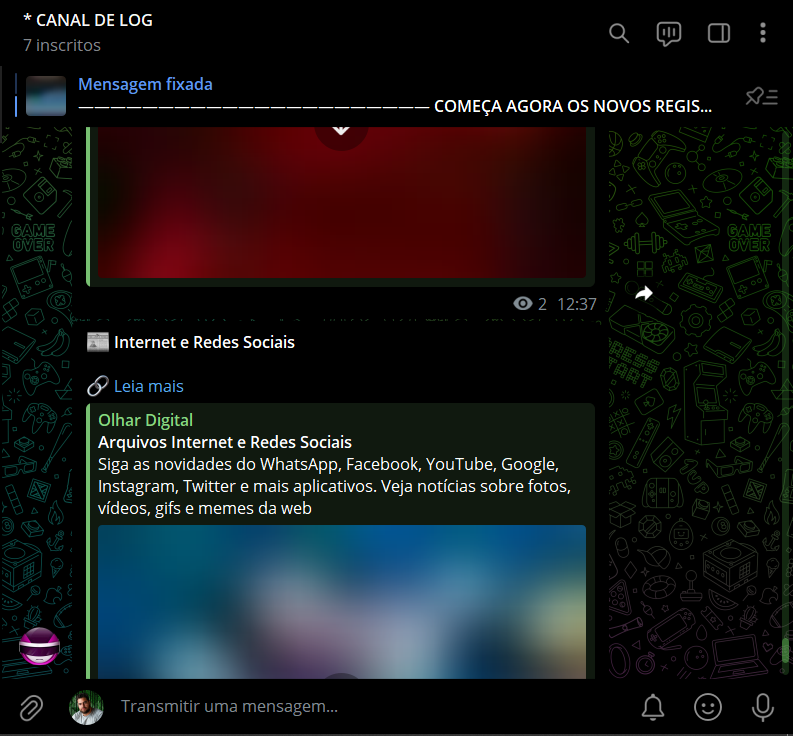 * CANAL DE LOG
7 inscritos
Mensagem fixada
—————————————————————— COMEÇA AGORA OS NOVOS REGIS...
GAME
OVER
GAME
OVER
2 12:37
Internet e Redes Sociais
PRESS
START
Leia mais
Olhar Digital
Arquivos Internet e Redes Sociais
Siga as novidades do WhatsApp, Facebook, YouTube, Google,
Instagram, Twitter e mais aplicativos. Veja notícias sobre fotos,
vídeos, gifs e memes da web
Transmitir uma mensagem...